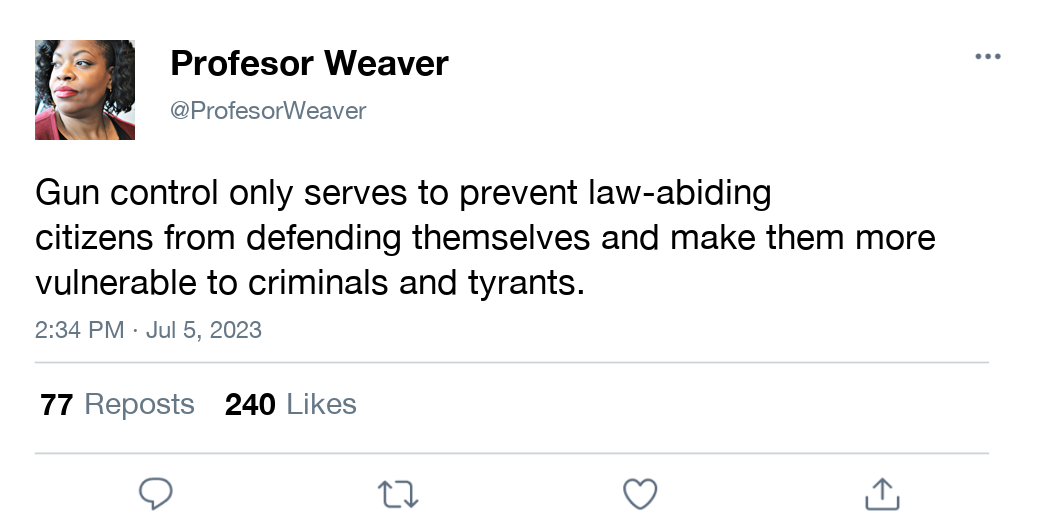 Profesor Weaver
@ProfesorWeaver
Gun control only serves to prevent law-abiding
citizens from defending themselves and make them more
vulnerable to criminals and tyrants.
2:34 PM · Jul 5, 2023
77 Reposts 240 Likes